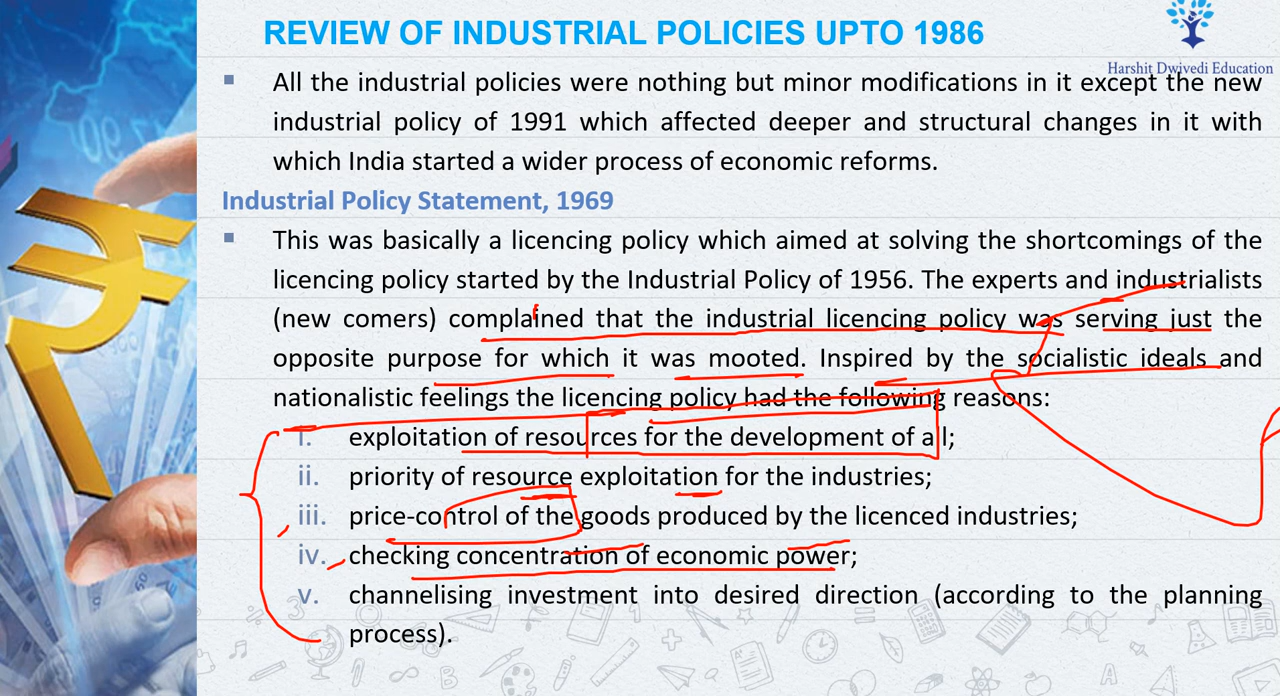 REVIEW OF INDUSTRIAL POLICIES UPTO 1986
Harshit Dwivedi Education
▪ All the industrial policies were nothing but minor modifications in it except the new
industrial policy of 1991 which affected deeper and structural changes in it with
which India started a wider process of economic reforms.
Industrial Policy Statement, 1969
▪ This was basically a licencing policy which aimed at solving the shortcomings of the
licencing policy started by the Industrial Policy of 1956. The experts and industrialists
(new comers) complained that the industrial licencing policy was serving just the
opposite purpose for which it was mooted. Inspired by the socialistic ideals and
nationalistic feelings the licencing policy had the following reasons:
i. exploitation of resources for the development of all;
ii. priority of resource exploitation for the industries;
iii. price-control of the goods produced by the licenced industries;
iv. checking concentration of economic power;
v. channelising investment into desired direction (according to the planning
process).